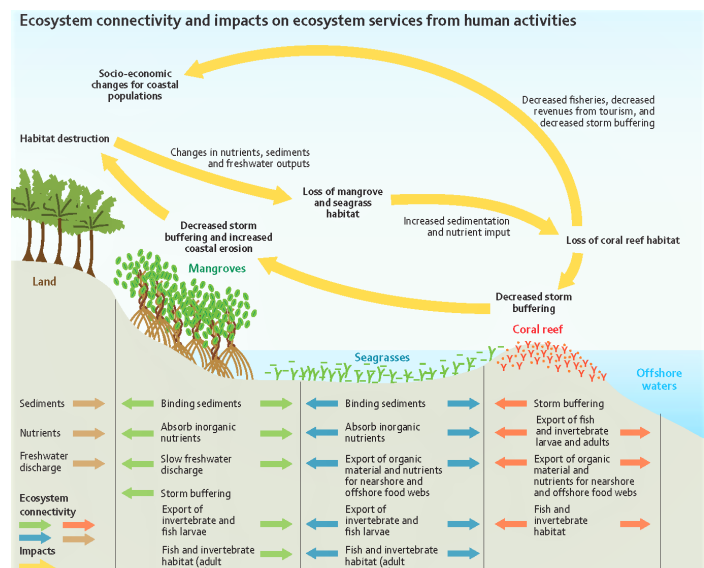 Ecosystem connectivity and impacts on ecosystem services from human activities
Socio-economic
changes for coastal
populations
Decreased fisheries, decreased
revenues from tourism, and
decreased storm buffering
Habitat destruction
Changes in nutrients, sediments
and freshwater outputs
Loss of mangrove
and seagrass
habitat
Increased sedimentation
and nutrient imput
Loss of coral reef habitat
Decreased storm
buffering and increased
coastal erosion
Mangroves
Land
Decreased storm
buffering
Coral reef
Seagrasses
Offshore
waters
Sediments
Nutrients
Freshwater
discharge
Ecosystem
connectivity
Impacts
Binding sediments
Absorb inorganic
nutrients
Slow freshwater
discharge
Storm buffering
Export of
invertebrate and
fish larvae
Fish and invertebrate
habitat (adult
Binding sediments
Absorb inorganic
nutrients
Export of organic
material and nutrients
for nearshore and
offshore food webs
Export of
invertebrate and
fish larvae
Fish and invertebrate
habitat (adult
Storm buffering
Export of fish
and invertebrate
larvae and adults
Export of organic
material and
nutrients for nearshore
and offshore food webs
Fish and
invertebrate
habitat